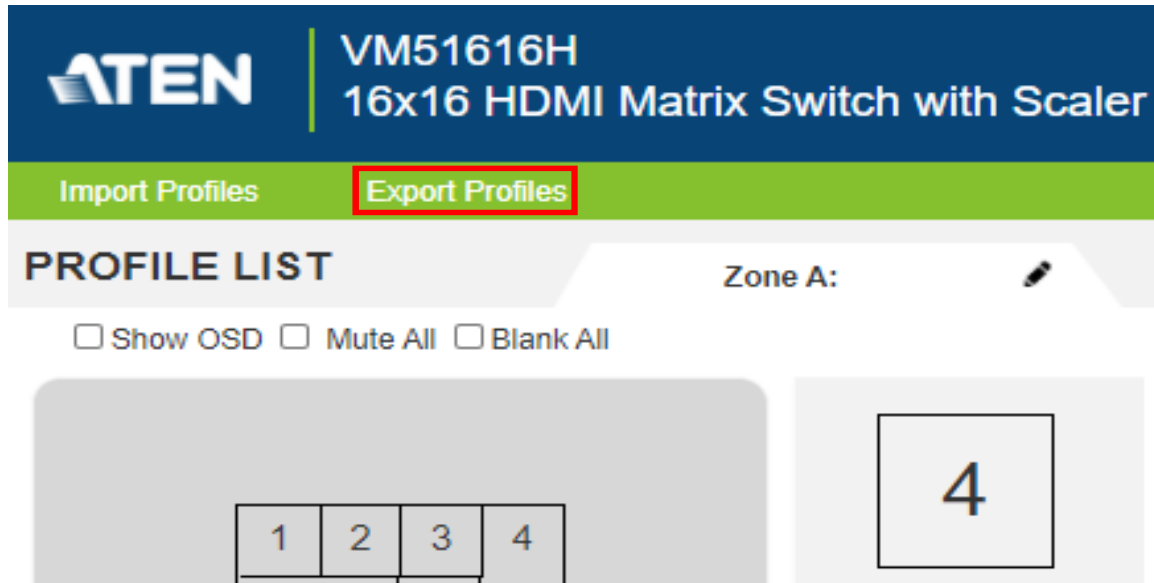 ATEN
VM51616H
16x16 HDMI Matrix Switch with Scaler
Import Profiles Export Profiles
PROFILE LIST Zone A:
Show OSD Mute All Blank All
1 2 3 4
4